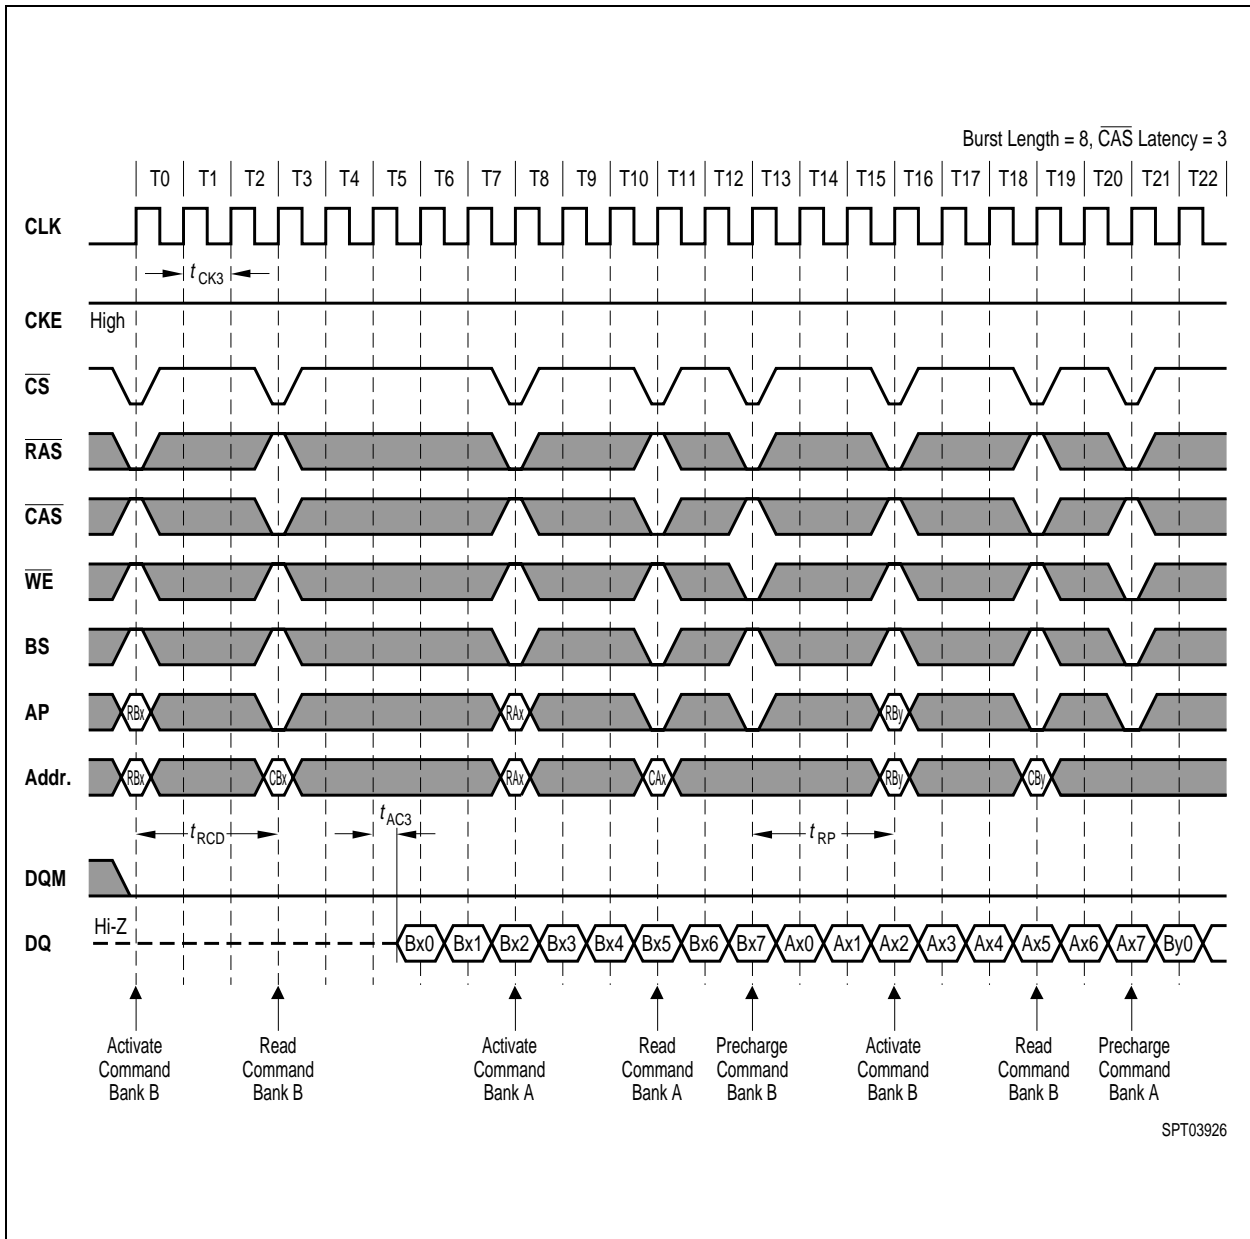 Burst Length = 8, CAS Latency = 3
T0 T1 T2 T3 T4 T5 T6 T7 T8 T9 T10 T11 T12 T13 T14 T15 T16 T17 T18 T19 T20 T21 T22
CLK
t CK3
CKE High
CS
RAS
CAS
WE
BS
AP RBx RAx RBy
Addr. RBx CBx RAx CAx RBy CBy
t RCD t AC3 t RP
DQM
Hi-Z
DQ Bx0 Bx1 Bx2 Bx3 Bx4 Bx5 Bx6 Bx7 Ax0 Ax1 Ax2 Ax3 Ax4 Ax5 Ax6 Ax7 By0
Activate Read Activate Read Precharge Activate Read Precharge
Command Command Command Command Command Command Command Command
Bank B Bank B Bank A Bank A Bank B Bank B Bank B Bank A
SPT03926